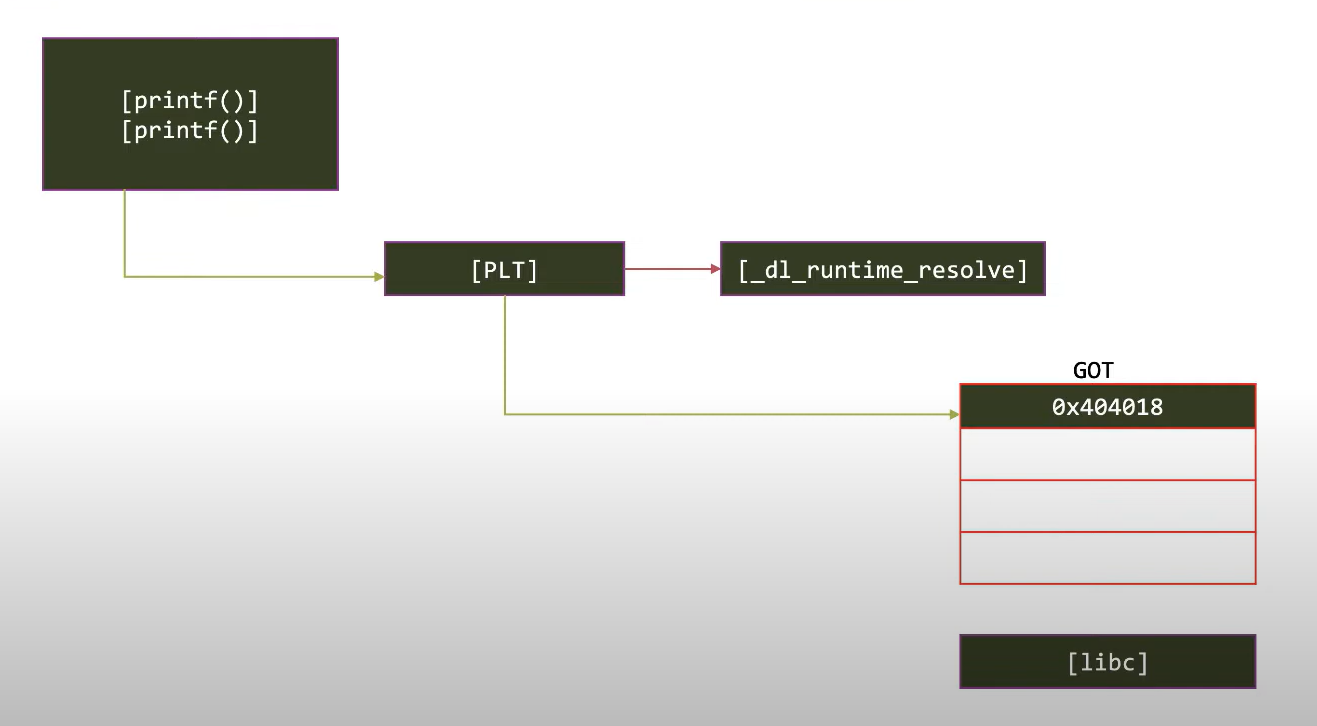 [printf()]
[printf()]
[PLT]
[_dl_runtime_resolve]
GOT
0x404018
[libc]